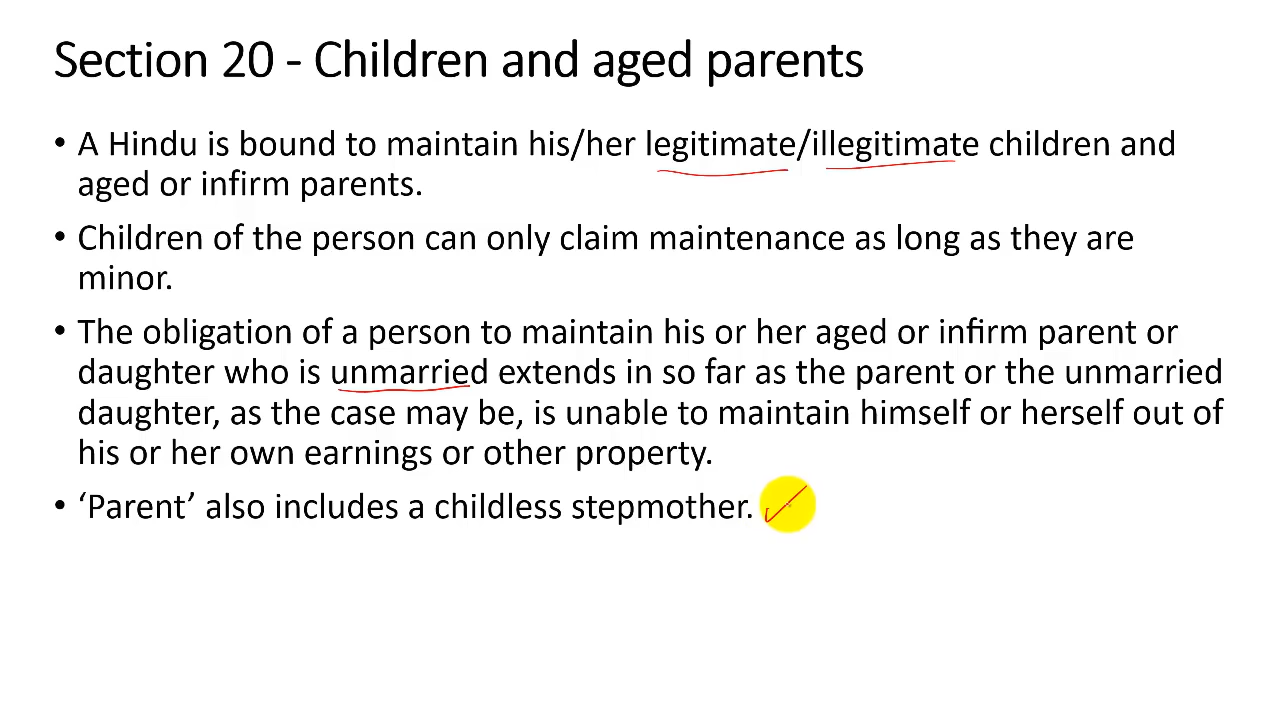 Section 20 - Children and aged parents
• A Hindu is bound to maintain his/her legitimate/illegitimate children and
aged or infirm parents.
• Children of the person can only claim maintenance as long as they are
minor.
• The obligation of a person to maintain his or her aged or infirm parent or
daughter who is unmarried extends in so far as the parent or the unmarried
daughter, as the case may be, is unable to maintain himself or herself out of
his or her own earnings or other property.
• ‘Parent’ also includes a childless stepmother.